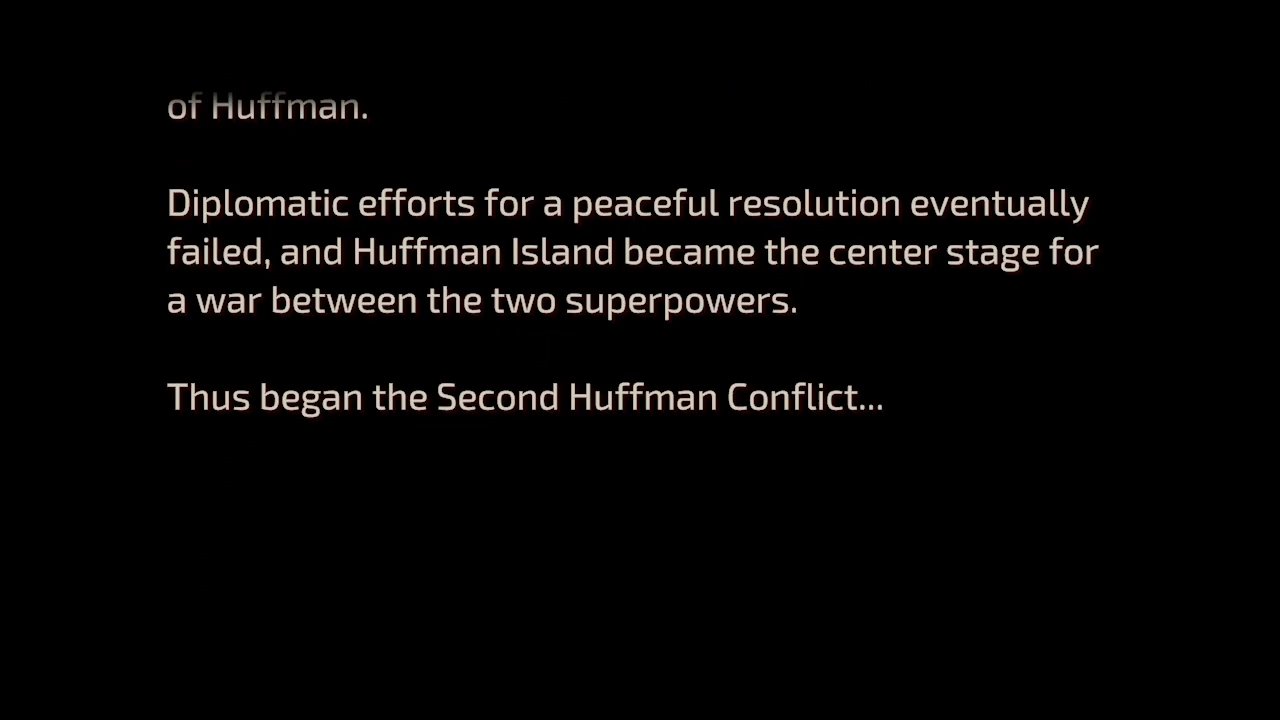 of Huffman.
Diplomatic efforts for a peaceful resolution eventually
failed, and Huffman Island became the center stage for
a war between the two superpowers.
Thus began the Second Huffman Conflict...